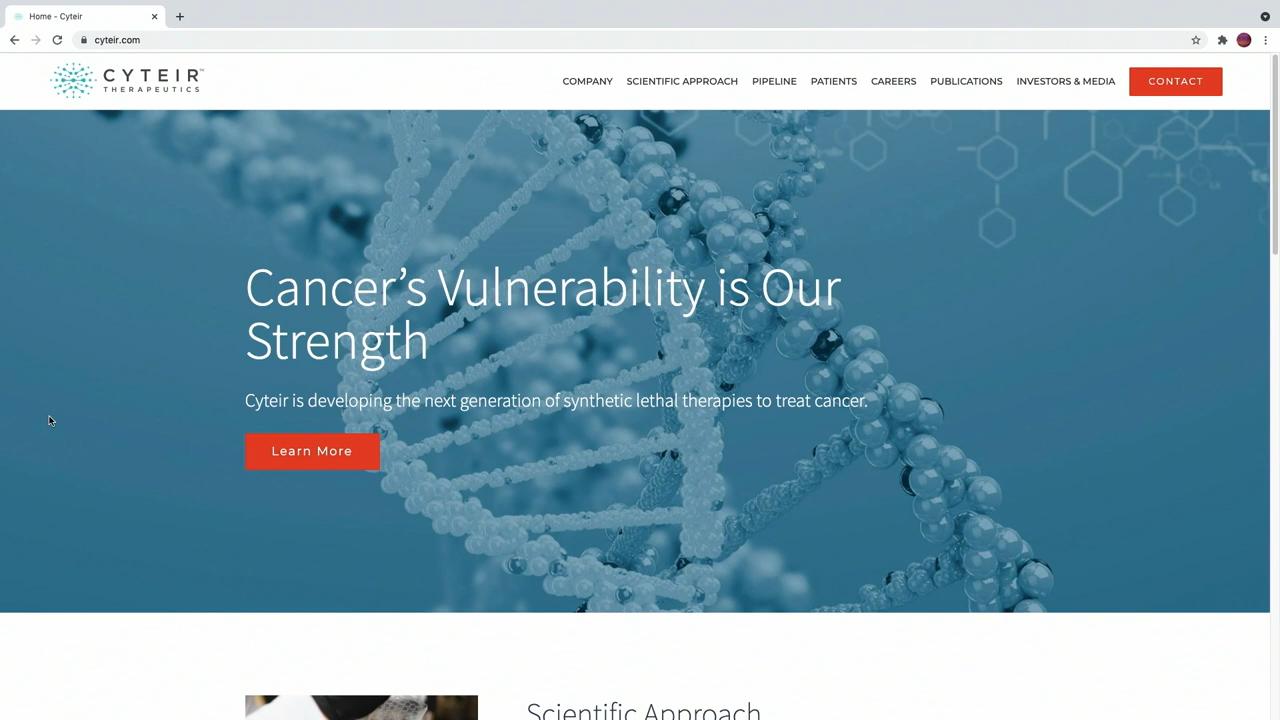 Home - Cyteir
cyteir.com
CYTEIR™
THERAPEUTICS
COMPANY SCIENTIFIC APPROACH PIPELINE PATIENTS CAREERS PUBLICATIONS INVESTORS & MEDIA CONTACT
Cancer's Vulnerability is Our
Strength
Cyteir is developing the next generation of synthetic lethal therapies to treat cancer.
Learn More
Scientific Approach